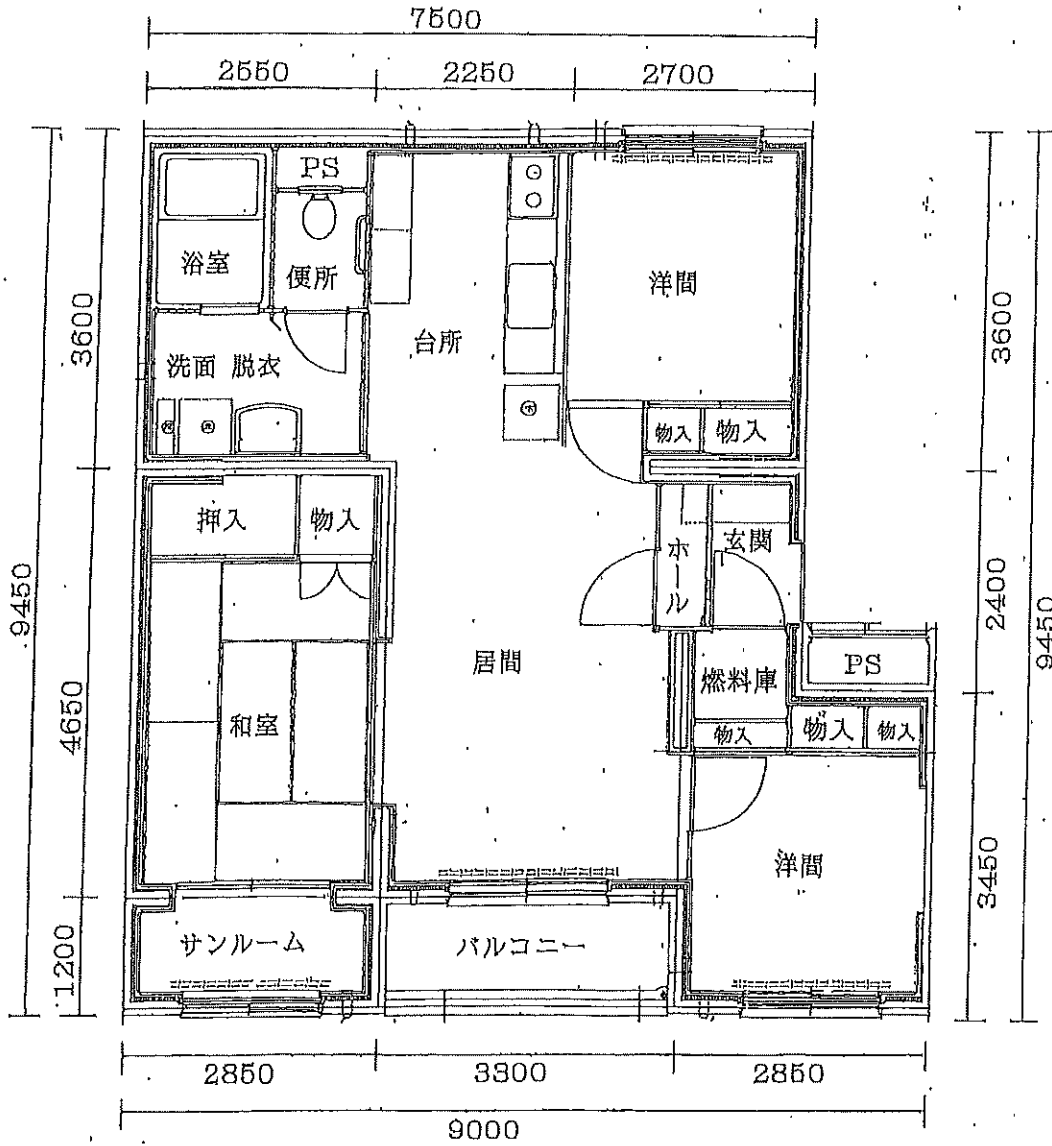 7500
2550
2250
2700
PS
浴室
便所
洋間
台所
洗面 脱衣
物入
物入
3600
3600
押入
物入
ホール
玄関
9450
9450
2400
居間
燃料庫
PS
4650
和室
物入
物入
物入
洋間
3450
サンルーム
バルコニー
1200
2850
3300
2850
9000